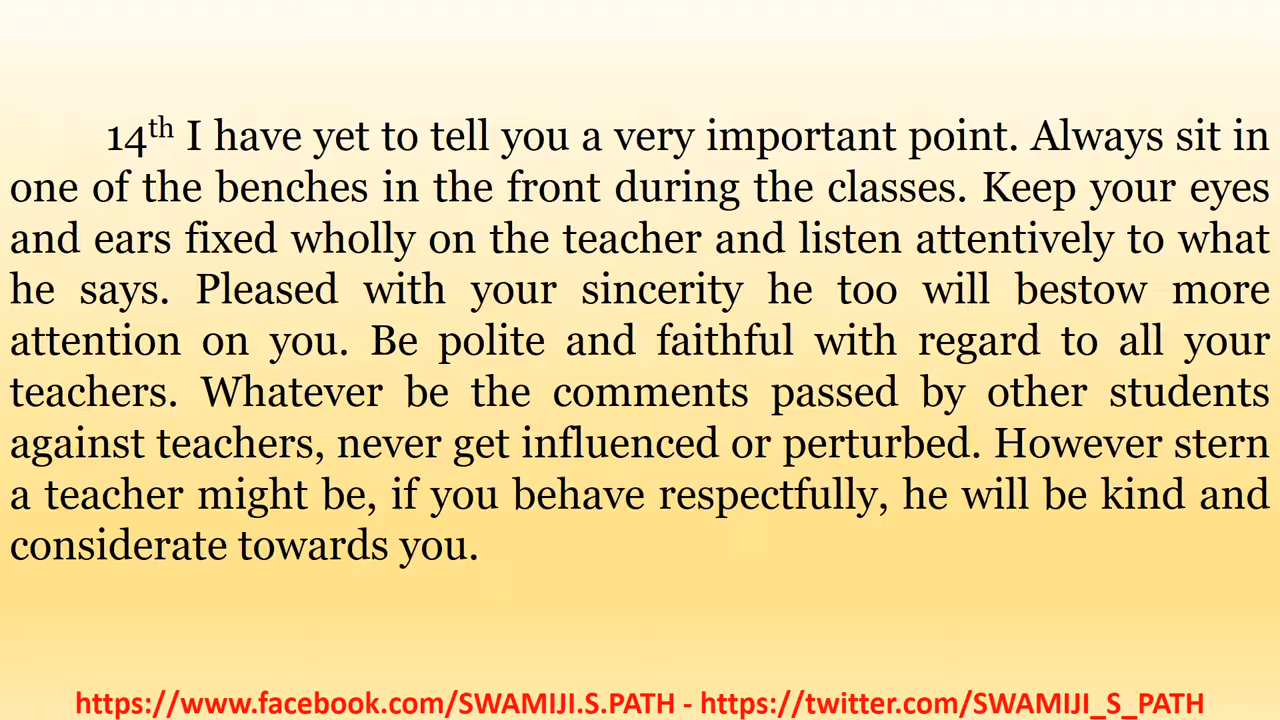 14th I have yet to tell you a very important point. Always sit in
one of the benches in the front during the classes. Keep your eyes
and ears fixed wholly on the teacher and listen attentively to what
he says. Pleased with your sincerity he too will bestow more
attention on you. Be polite and faithful with regard to all your
teachers. Whatever be the comments passed by other students
against teachers, never get influenced or perturbed. However stern
a teacher might be, if you behave respectfully, he will be kind and
considerate towards you.
https://www.facebook.com/SWAMIJI.S.PATH - https://twitter.com/SWAMIJI_S_PATH